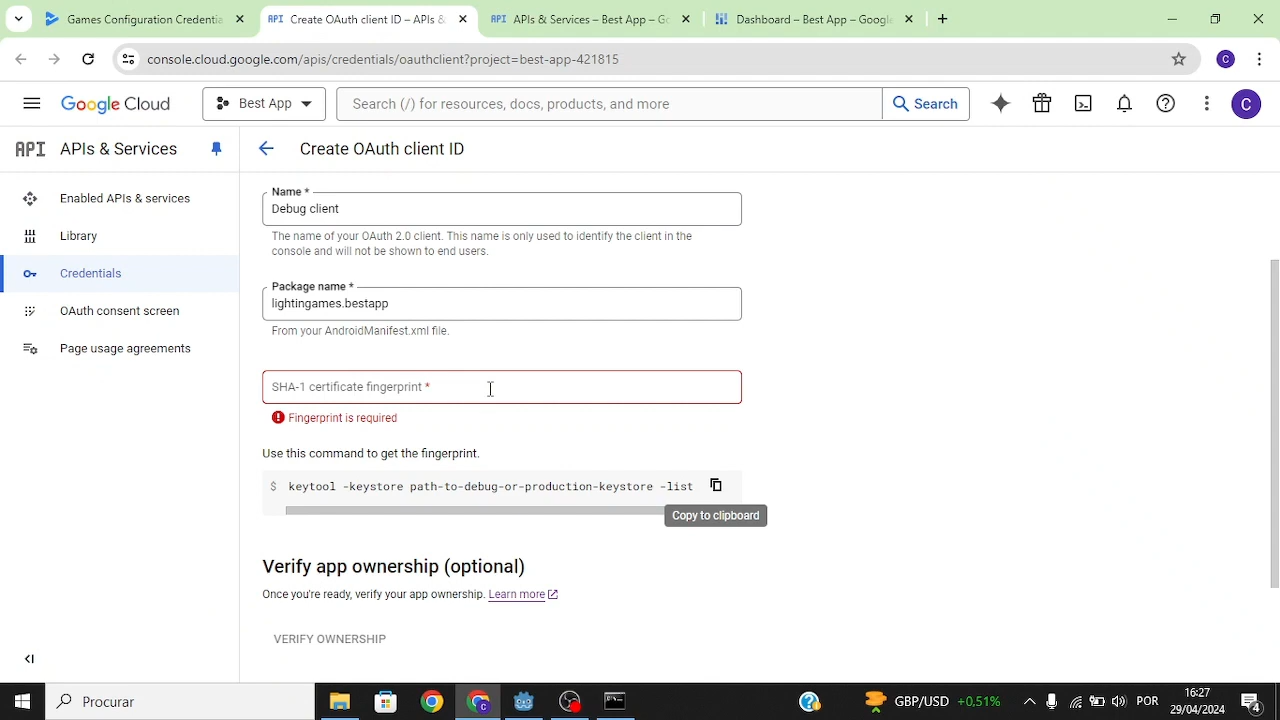 Games Configuration Credentia
Create OAuth client ID – APIs &
APIs & Services – Best App – Go
Dashboard – Best App – Google
console.cloud.google.com/apis/credentials/oauthclient?project=best-app-421815
C
Google Cloud
Best App
Search (/) for resources, docs, products, and more
Search
C
API APIs & Services
Create OAuth client ID
Enabled APIs & services
Library
Credentials
OAuth consent screen
Page usage agreements
Name *
Debug client
The name of your OAuth 2.0 client. This name is only used to identify the client in the
console and will not be shown to end users.
Package name *
lightingames.bestapp
From your AndroidManifest.xml file.
SHA-1 certificate fingerprint *
Fingerprint is required
Use this command to get the fingerprint.
$ keytool -keystore path-to-debug-or-production-keystore -list
Copy to clipboard
Verify app ownership (optional)
Once you're ready, verify your app ownership. Learn more
VERIFY OWNERSHIP
Procurar
GBP/USD +0,51%
POR
16:27
29/04/2024
4